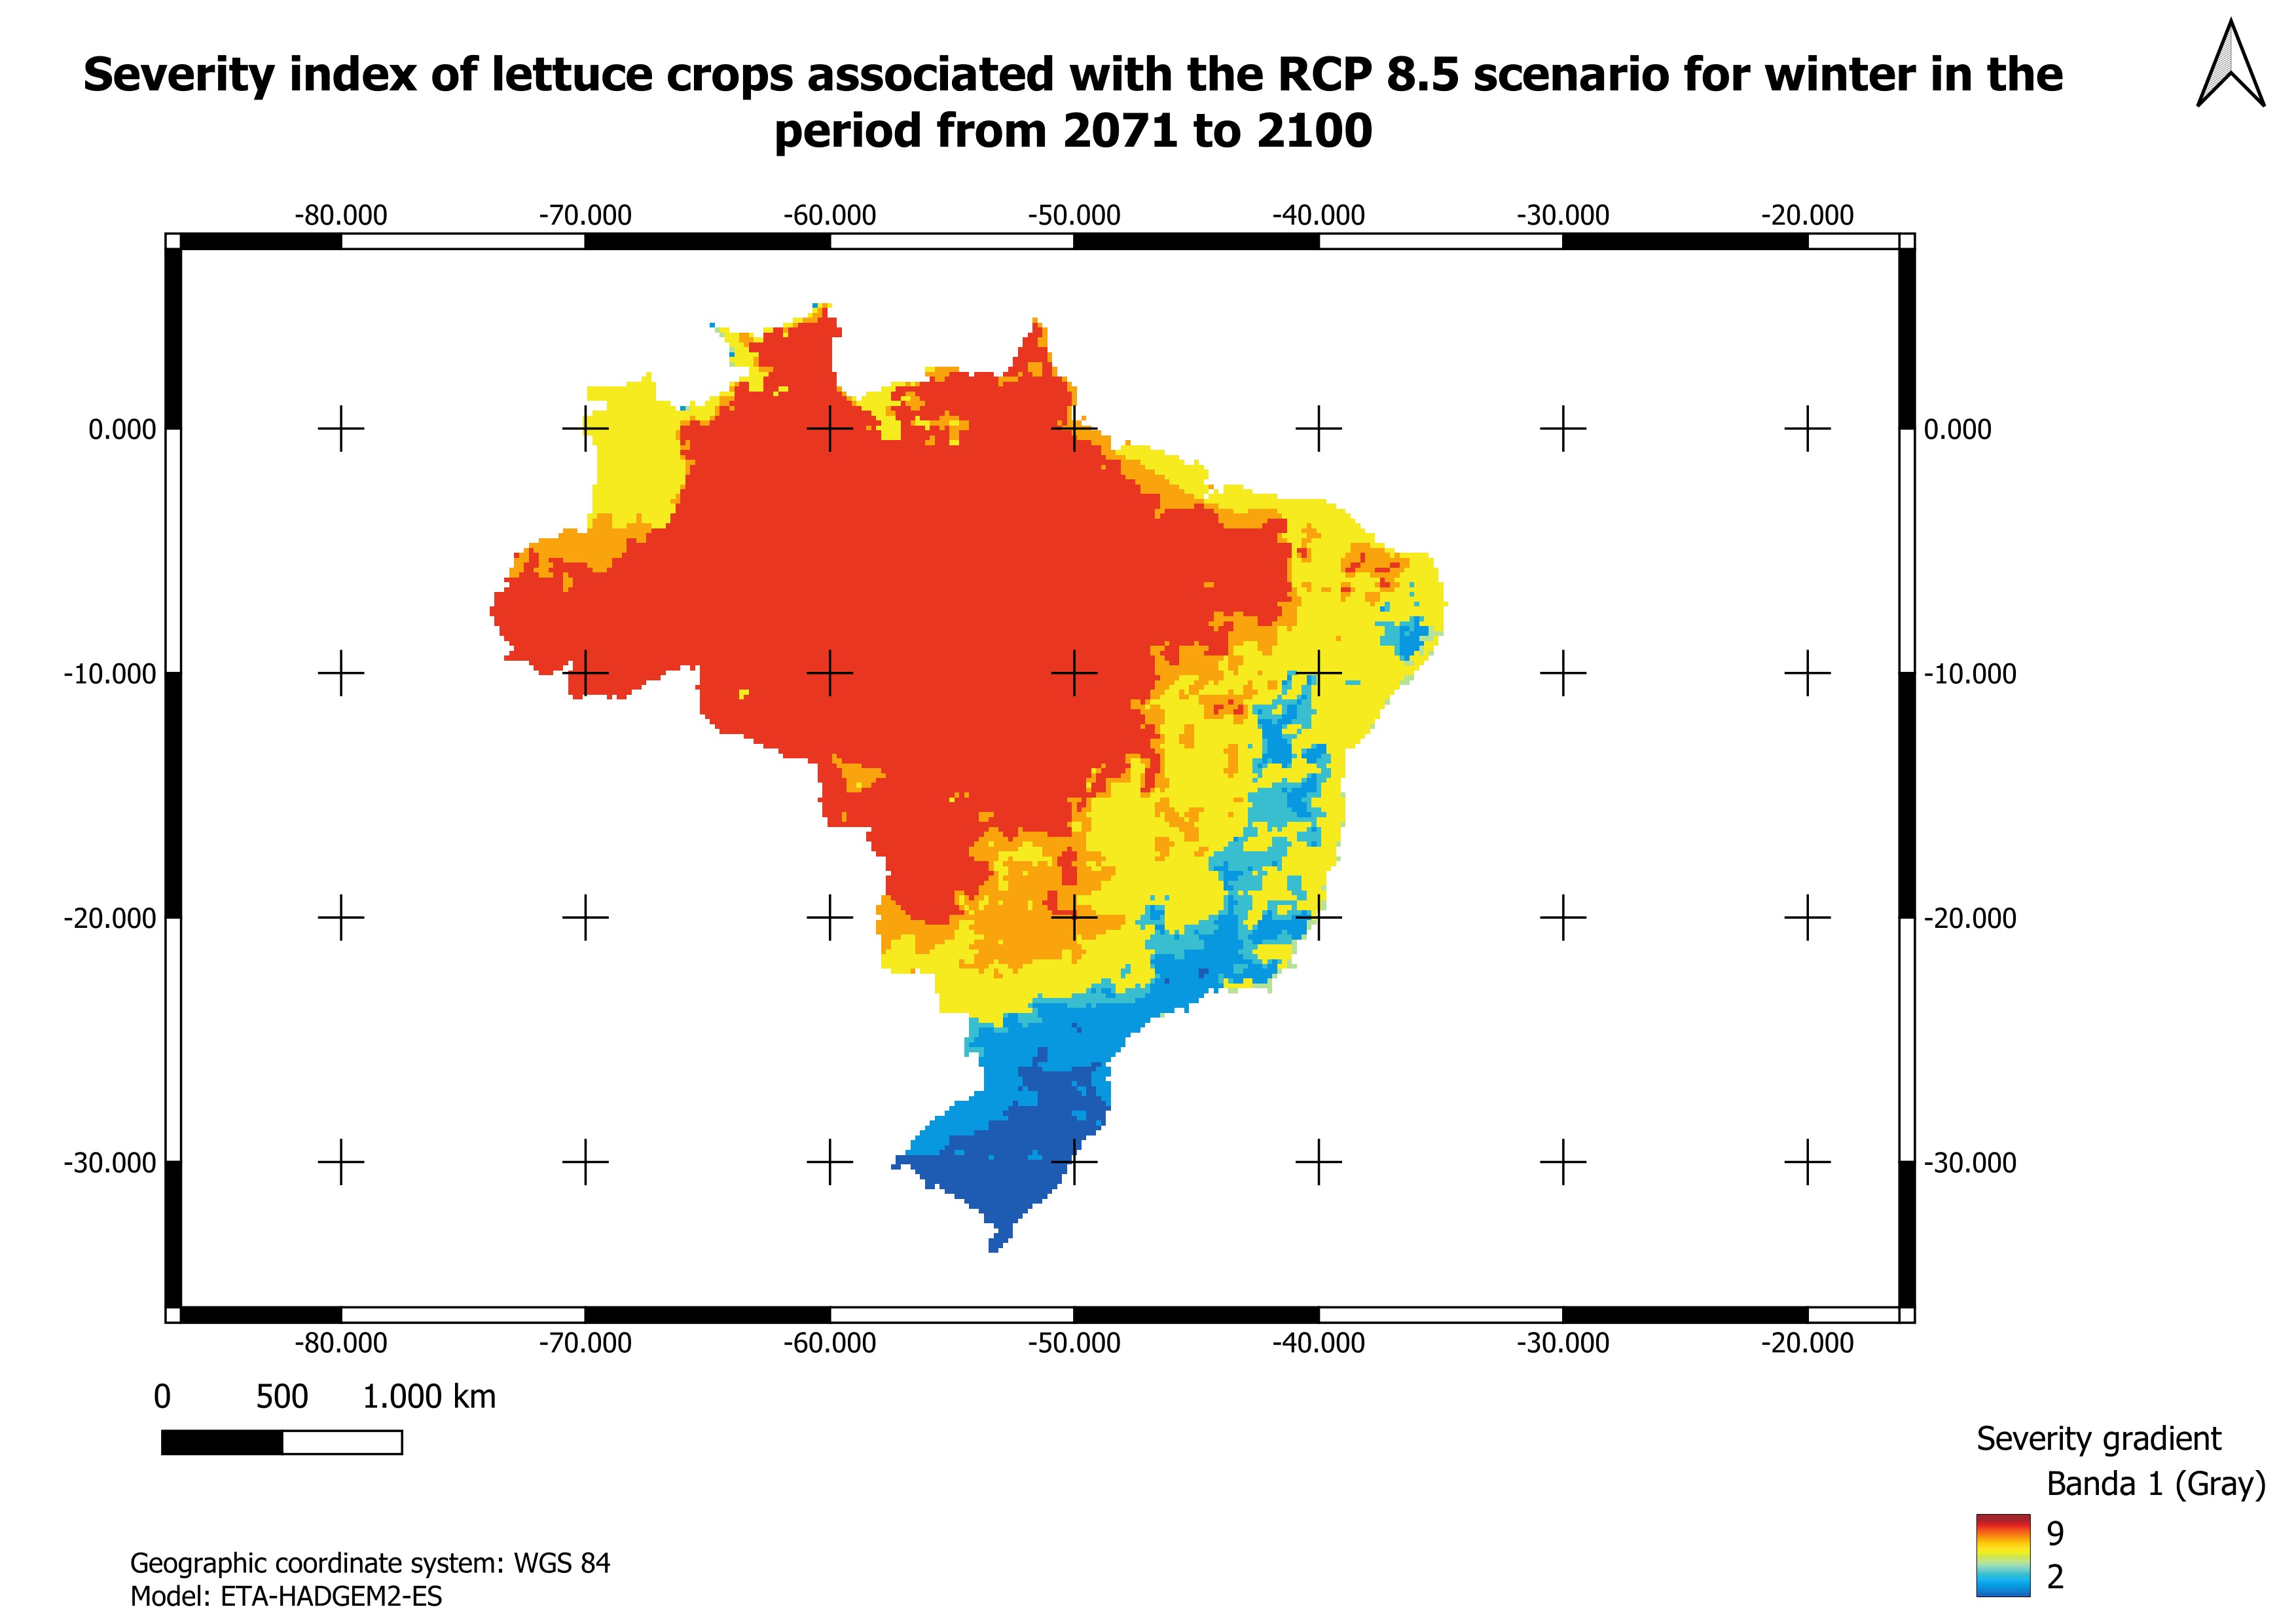 Severity index of lettuce crops associated with the RCP 8.5 scenario for winter in the
period from 2071 to 2100
-80.000 -70.000 -60.000 -50.000 -40.000 -30.000 -20.000
0.000 0.000
-10.000 -10.000
-20.000 -20.000
-30.000 -30.000
-80.000 -70.000 -60.000 -50.000 -40.000 -30.000 -20.000
0 500 1.000 km
Severity gradient
Banda 1 (Gray)
9
2
Geographic coordinate system: WGS 84
Model: ETA-HADGEM2-ES